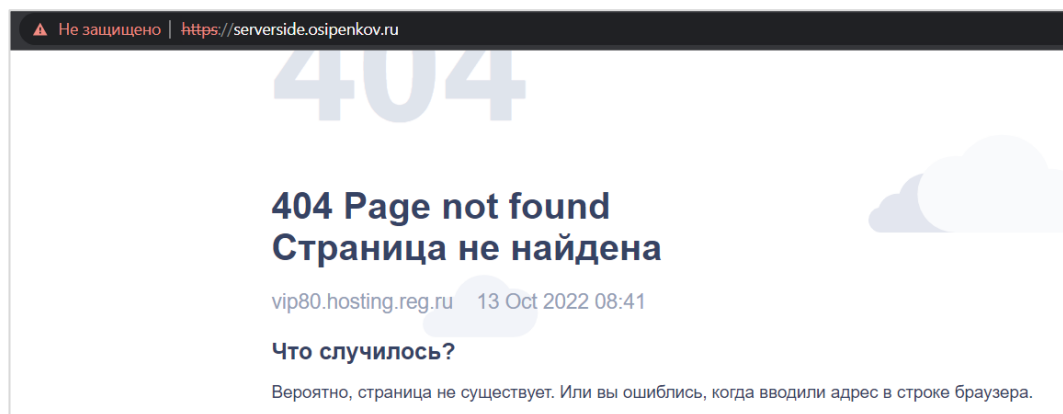 Не защищено | https://serverside.osipenkov.ru
404
404 Page not found
Страница не найдена
vip80.hosting.reg.ru 13 Oct 2022 08:41
Что случилось?
Вероятно, страница не существует. Или вы ошиблись, когда вводили адрес в строке браузера.